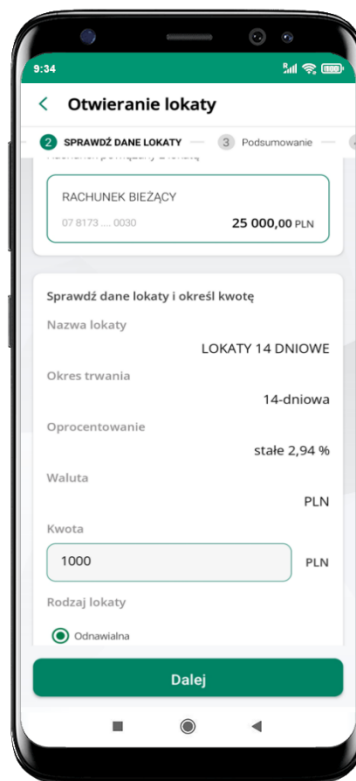 9:34
Otwieranie lokaty
2 SPRAWDŹ DANE LOKATY 3 Podsumowanie
RACHUNEK BIEŻĄCY
07 8173 .... 0030 25 000,00 PLN
Sprawdź dane lokaty i określ kwotę
Nazwa lokaty
LOKATY 14 DNIOWE
Okres trwania
14-dniowa
Oprocentowanie
stałe 2,94 %
Waluta
PLN
Kwota
1000 PLN
Rodzaj lokaty
Odnawialna
Dalej